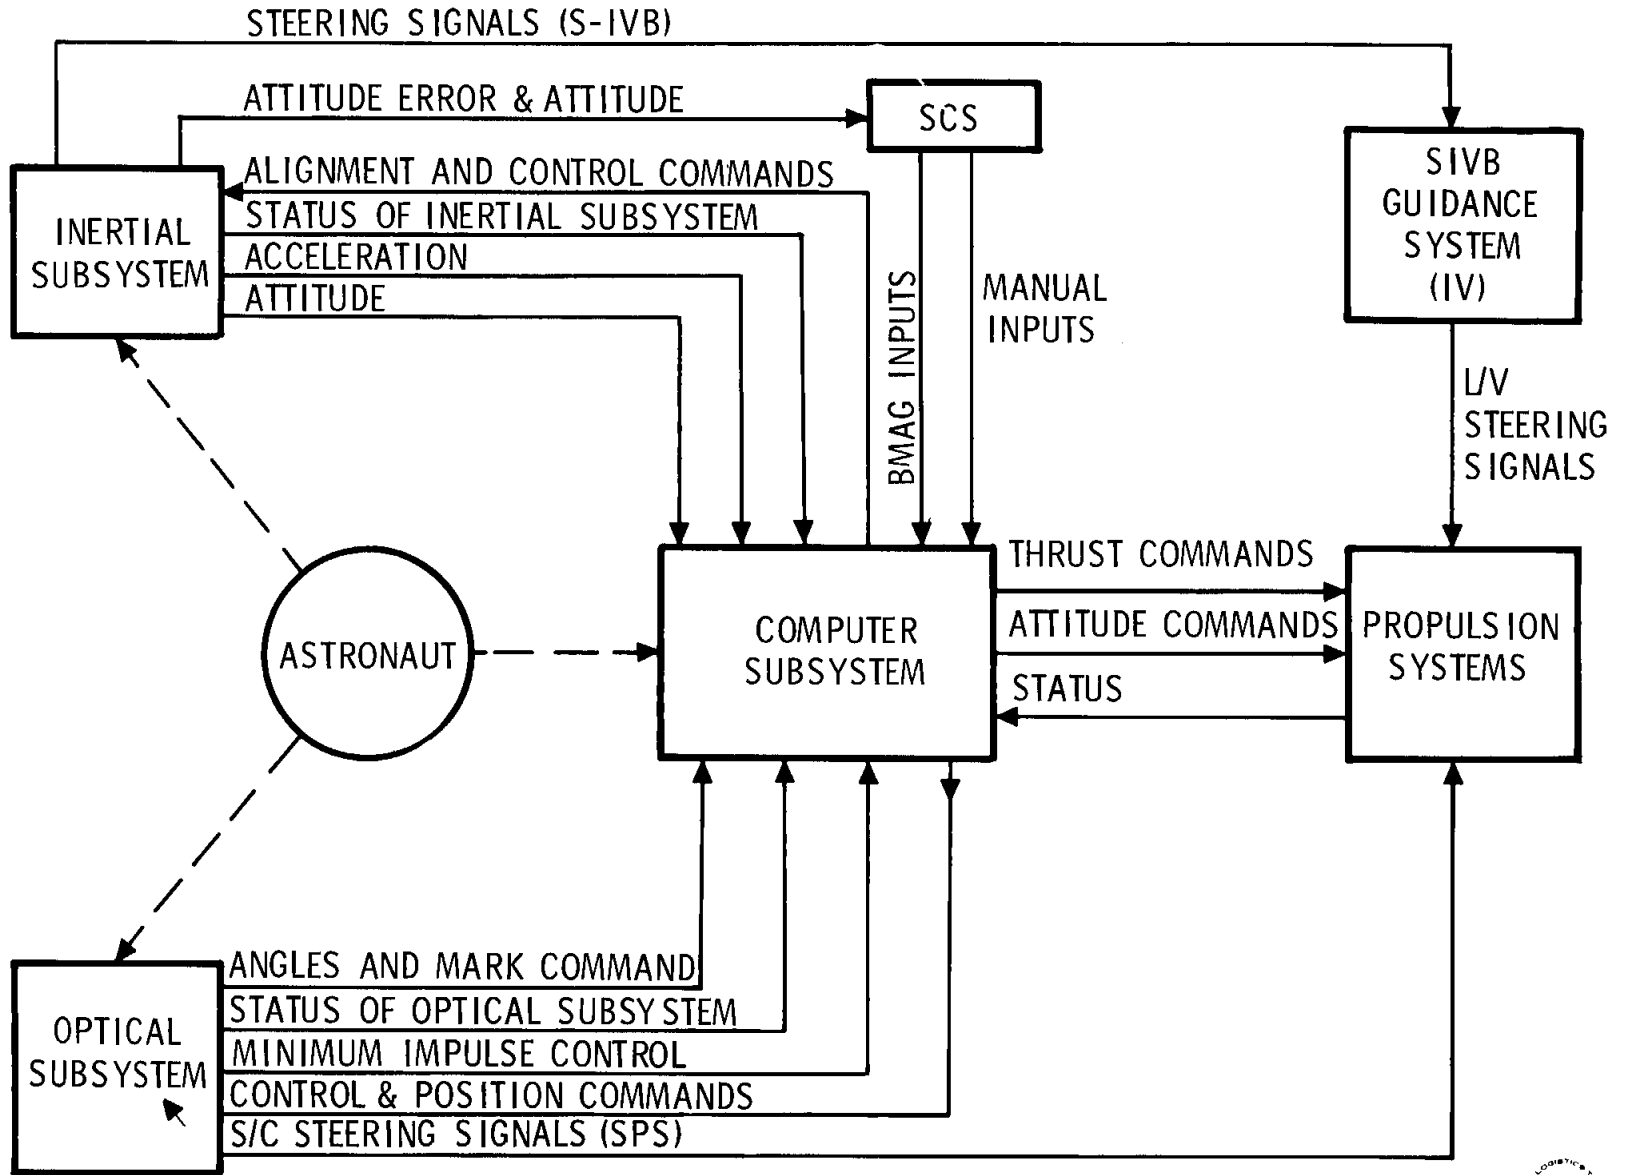 STEERING SIGNALS (S-IVB)
ATTITUDE ERROR & ATTITUDE
SCS
ALIGNMENT AND CONTROL COMMANDS
STATUS OF INERTIAL SUBSYSTEM
ACCELERATION
ATTITUDE
INERTIAL
SUBSYSTEM
SIVB
GUIDANCE
SYSTEM
(IV)
BMAG INPUTS
MANUAL
INPUTS
L/V
STEERING
SIGNALS
THRUST COMMANDS
ATTITUDE COMMANDS
STATUS
ASTRONAUT
COMPUTER
SUBSYSTEM
PROPULSION
SYSTEMS
ANGLES AND MARK COMMAND
STATUS OF OPTICAL SUBSYSTEM
MINIMUM IMPULSE CONTROL
CONTROL & POSITION COMMANDS
S/C STEERING SIGNALS (SPS)
OPTICAL
SUBSYSTEM
LOGISTICS